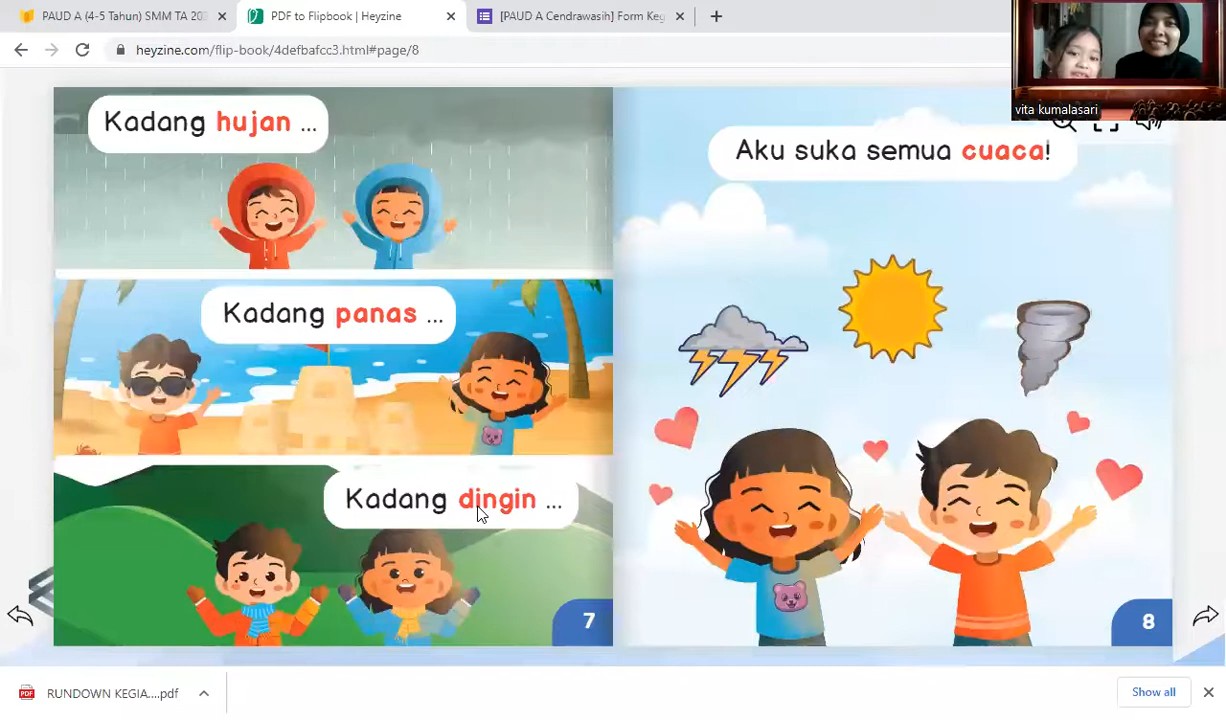 PAUD A (4-5 Tahun) SMM TA 202
PDF to Flipbook | Heyzine
[PAUD A Cendrawasih] Form Keg
heyzine.com/flip-book/4defbafcc3.html#page/8
vita kumalasari
Kadang hujan ...
Kadang panas ...
Kadang dingin ...
7
Aku suka semua cuaca!
8
RUNDOWN KEGIA....pdf
Show all